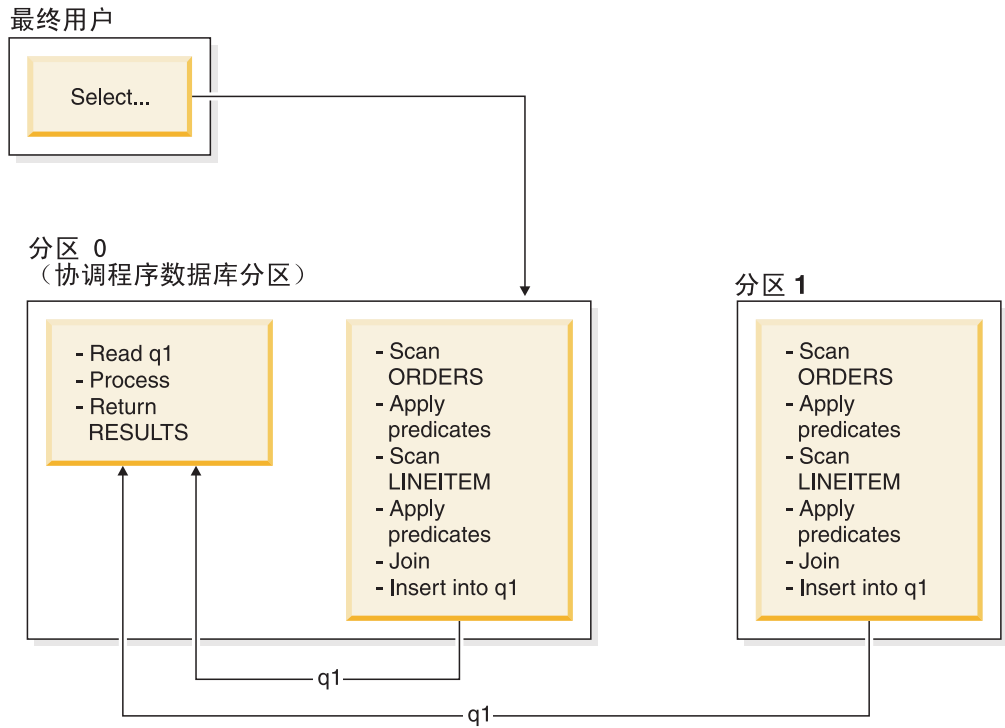 最终用户
Select...
分区 0
（协调程序数据库分区）
- Read q1
- Process
- Return
RESULTS
- Scan
ORDERS
- Apply
predicates
- Scan
LINEITEM
- Apply
predicates
- Join
- Insert into q1
分区 1
- Scan
ORDERS
- Apply
predicates
- Scan
LINEITEM
- Apply
predicates
- Join
- Insert into q1
q1
q1